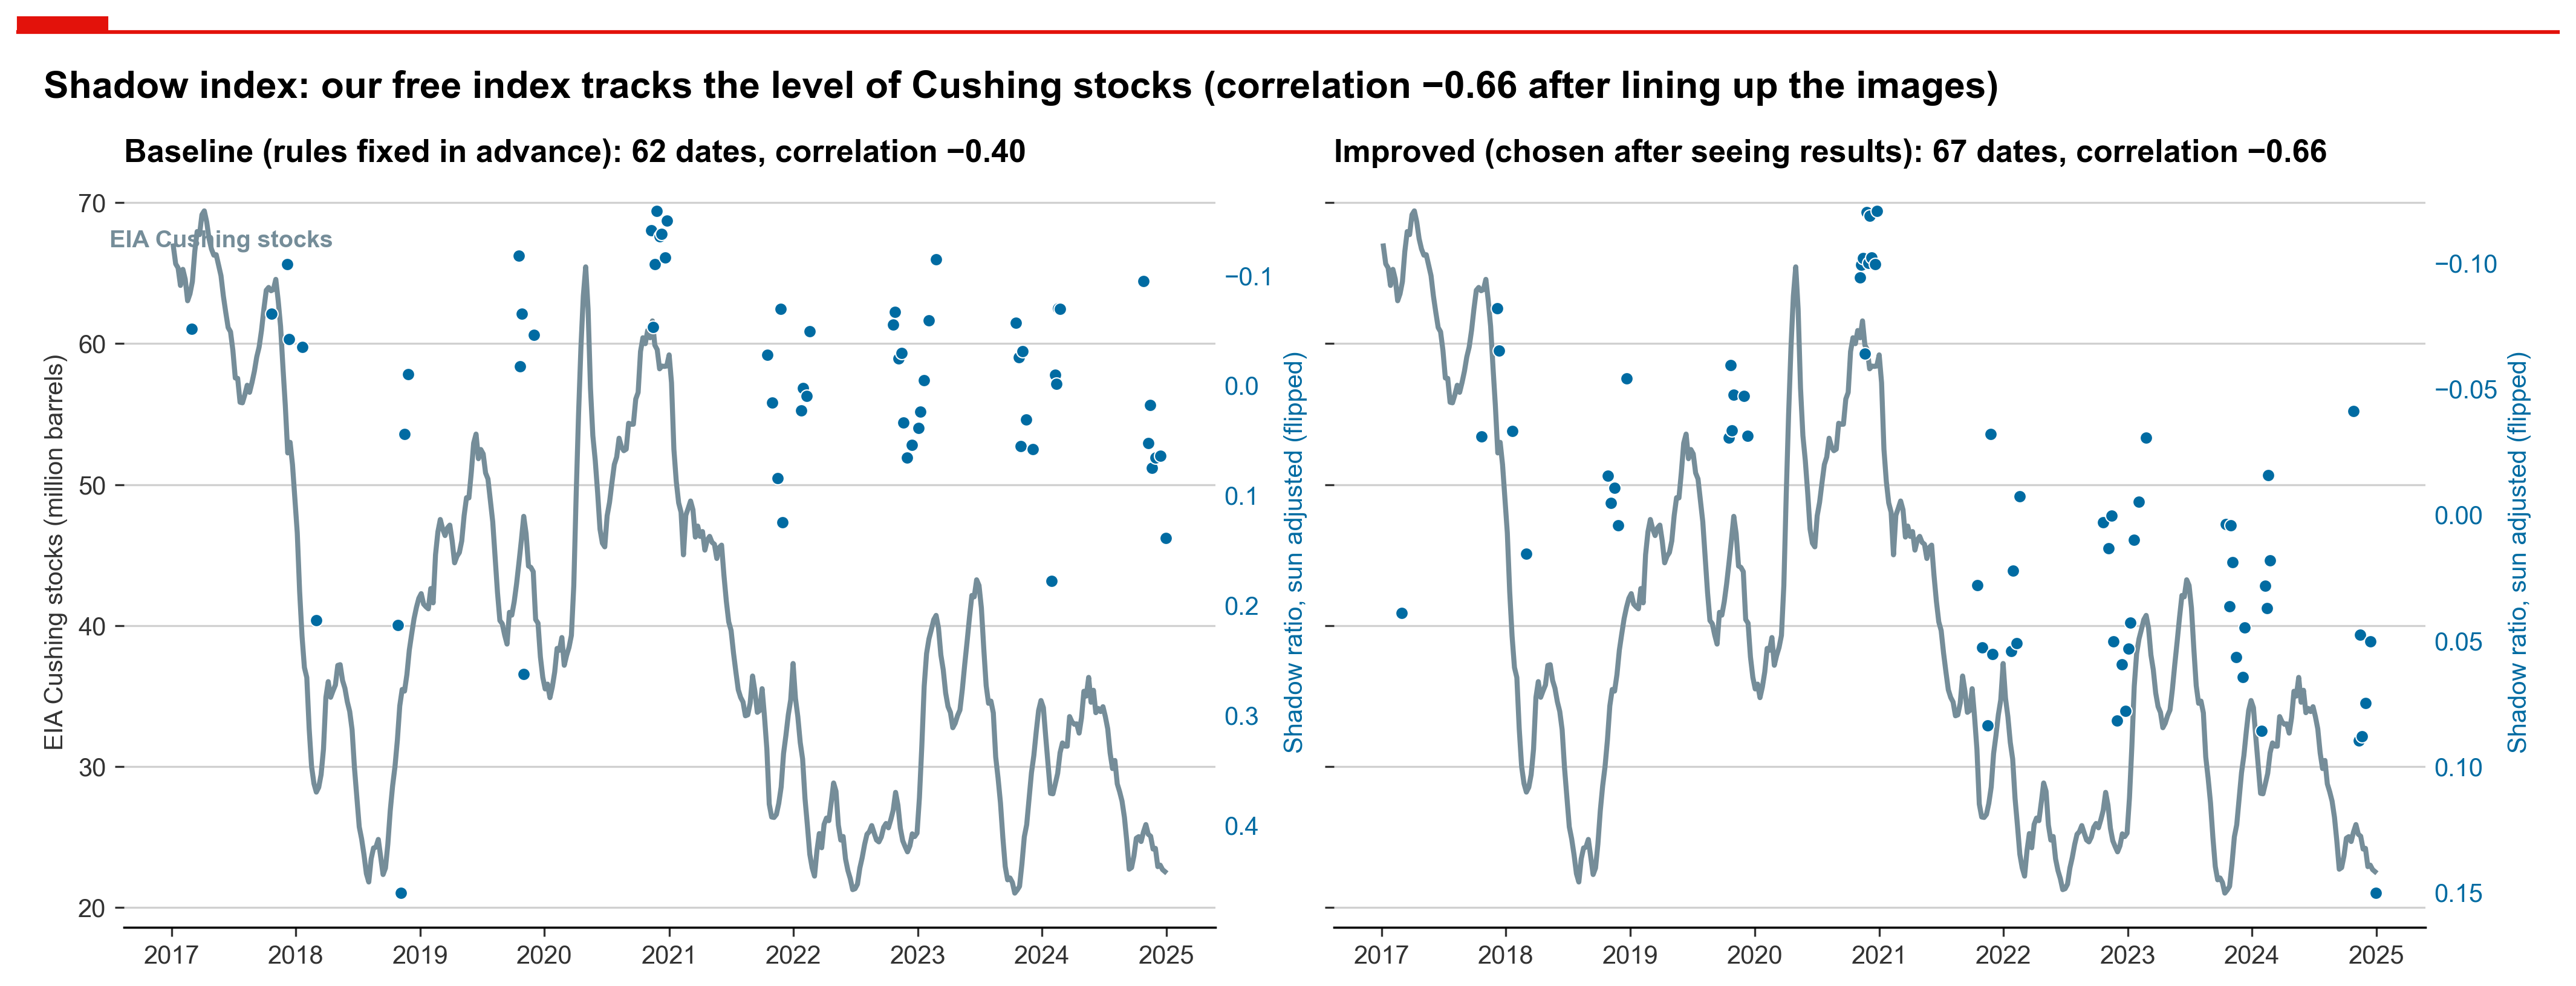 Shadow index: our free index tracks the level of Cushing stocks (correlation −0.66 after lining up the images)
Baseline (rules fixed in advance): 62 dates, correlation −0.40
EIA Cushing stocks (million barrels)
70
60
50
40
30
20
EIA Cushing stocks
−0.1
0.0
0.1
0.2
0.3
0.4
Shadow ratio, sun adjusted (flipped)
2017 2018 2019 2020 2021 2022 2023 2024 2025
Improved (chosen after seeing results): 67 dates, correlation −0.66
−0.10
−0.05
0.00
0.05
0.10
0.15
Shadow ratio, sun adjusted (flipped)
2017 2018 2019 2020 2021 2022 2023 2024 2025